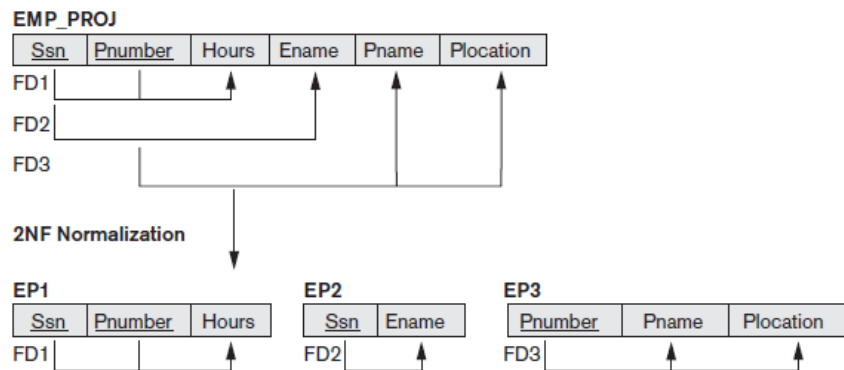 EMP_PROJ
Ssn Pnumber Hours Ename Pname Plocation
FD1
FD2
FD3
2NF Normalization
EP1 EP2 EP3
Ssn Pnumber Hours Ssn Ename Pnumber Pname Plocation
FD1 FD2 FD3